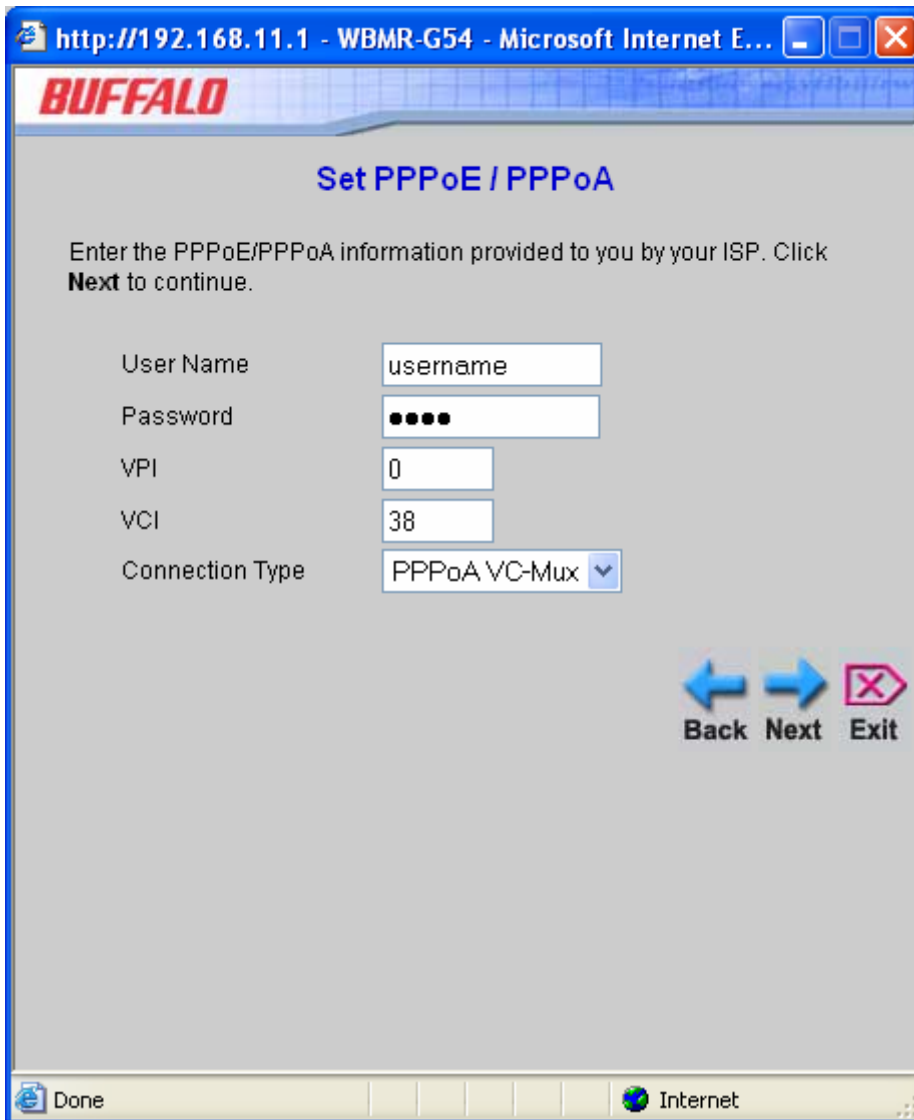 http://192.168.11.1 - WBMR-G54 - Microsoft Internet E...
BUFFALO
Set PPPoE / PPPoA
Enter the PPPoE/PPPoA information provided to you by your ISP. Click
Next to continue.
User Name username
Password ●●●●
VPI 0
VCI 38
Connection Type PPPoA VC-Mux
Back Next Exit
Done Internet